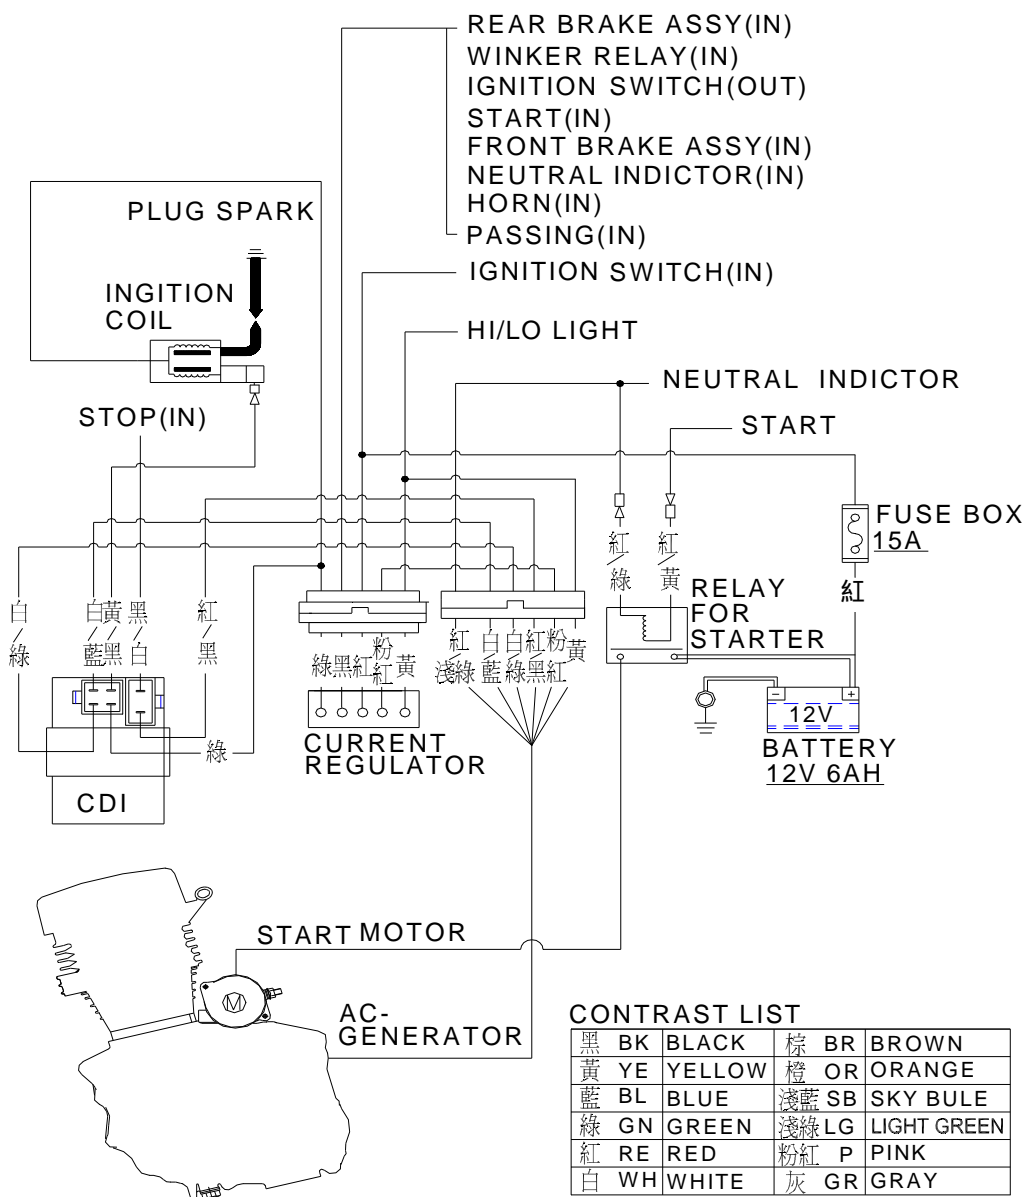 REAR BRAKE ASSY(IN)
WINKER RELAY(IN)
IGNITION SWITCH(OUT)
START(IN)
FRONT BRAKE ASSY(IN)
NEUTRAL INDICTOR(IN)
HORN(IN)
PASSING(IN)
IGNITION SWITCH(IN)
HI/LO LIGHT
NEUTRAL INDICTOR
START
PLUG SPARK
INGITION
COIL
STOP(IN)
FUSE BOX
15A
紅
紅/綠
紅/黃
RELAY
FOR
STARTER
白/綠
白/藍
黃/黑
黑/白
紅/黑
綠
黑
紅
粉紅
黃
紅/淺綠
白/藍
白/綠
紅/黑
粉紅
黃
綠
CURRENT
REGULATOR
CDI
12V
BATTERY
12V 6AH
START MOTOR
M
AC-
GENERATOR
CONTRAST LIST
黑 BK BLACK 棕 BR BROWN
黃 YE YELLOW 橙 OR ORANGE
藍 BL BLUE 淺藍 SB SKY BULE
綠 GN GREEN 淺綠 LG LIGHT GREEN
紅 RE RED 粉紅 P PINK
白 WH WHITE 灰 GR GRAY